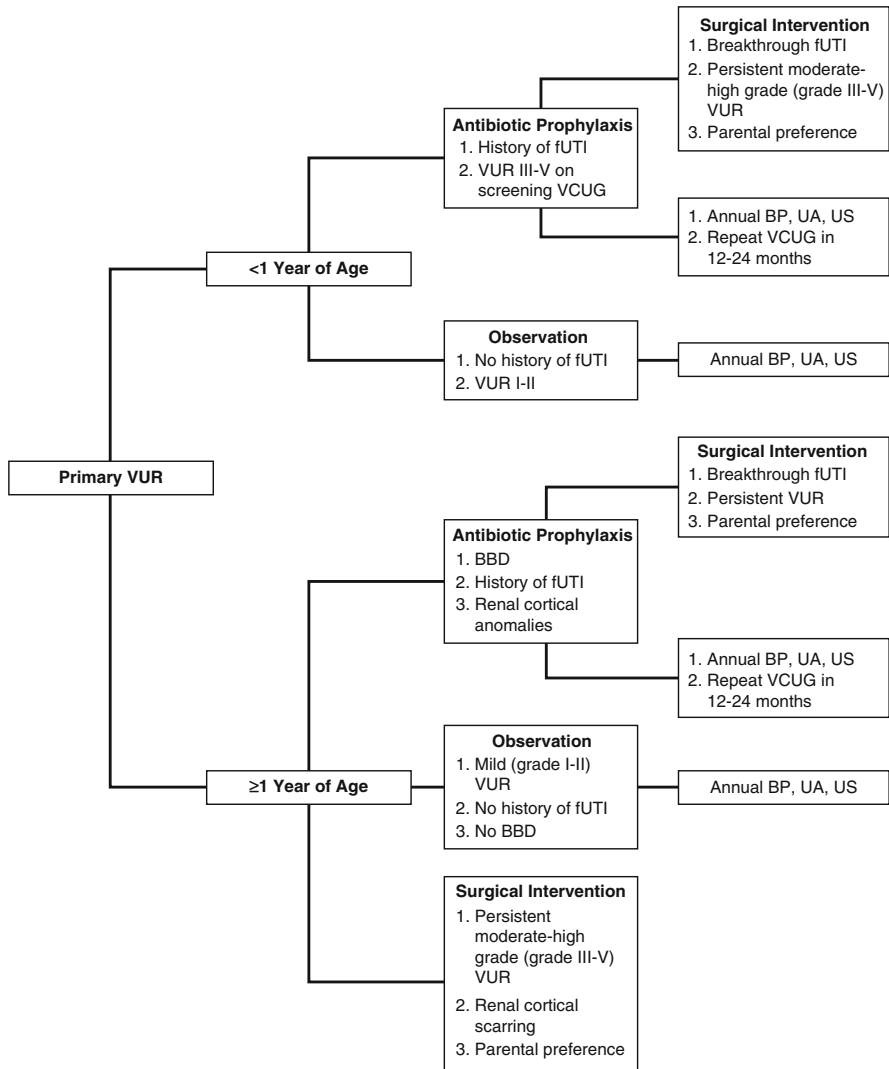 Surgical Intervention
1. Breakthrough fUTI
2. Persistent moderate-
high grade (grade III-V)
VUR
3. Parental preference
Antibiotic Prophylaxis
1. History of fUTI
2. VUR III-V on
screening VCUG
1. Annual BP, UA, US
2. Repeat VCUG in
12-24 months
<1 Year of Age
Observation
1. No history of fUTI
2. VUR I-II
Annual BP, UA, US
Primary VUR
Surgical Intervention
1. Breakthrough fUTI
2. Persistent VUR
3. Parental preference
Antibiotic Prophylaxis
1. BBD
2. History of fUTI
3. Renal cortical
anomalies
1. Annual BP, UA, US
2. Repeat VCUG in
12-24 months
≥1 Year of Age
Observation
1. Mild (grade I-II)
VUR
2. No history of fUTI
3. No BBD
Annual BP, UA, US
Surgical Intervention
1. Persistent
moderate-high
grade (grade III-V)
VUR
2. Renal cortical
scarring
3. Parental preference